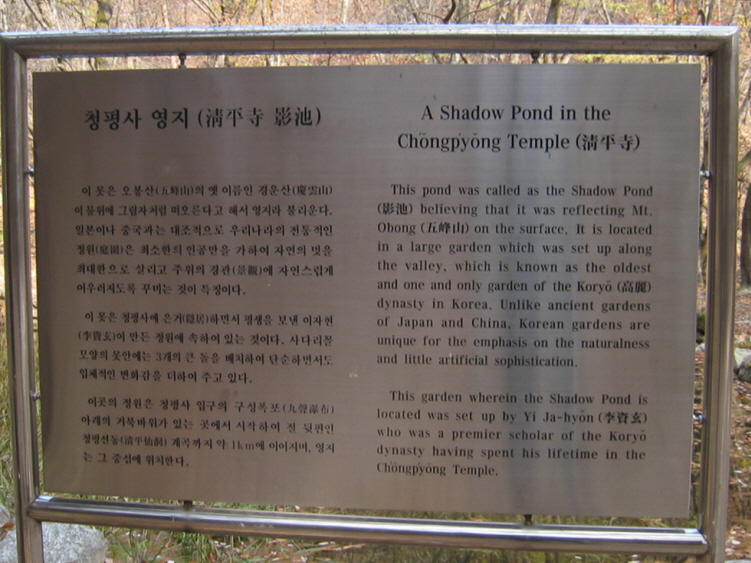 청평사 영지 (淸平寺 影池)
이 못은 오봉산(五峰山)의 옛 이름인 경운산(慶雲山)
이 물위에 그림자처럼 떠오른다고 해서 영지라 불리운다.
일본이나 중국과는 대조적으로 우리나라의 전통적인
정원(庭園)은 최소한의 인공만을 가하여 자연의 멋을
최대한으로 살리고 주위의 경관(景觀)에 자연스럽게
어우러지도록 꾸미는 것이 특징이다.
이 못은 청평사에 은거(隱居)하면서 평생을 보낸 이자현
(李資玄)이 만든 정원에 속하여 있는 것이다. 사다리꼴
모양의 못안에는 3개의 큰 돌을 배치하여 단순하면서도
입체적인 변화감을 더하여 주고 있다.
이곳의 정원은 청평사 입구의 구성폭포(九聲瀑布)
아래의 거북바위가 있는 곳에서 시작하여 절 뒷편인
청평선동(淸平仙洞) 계곡까지 약 1km에 이어지며, 영지
는 그 중심에 위치한다.
A Shadow Pond in the
Chŏngpyŏng Temple (淸平寺)
This pond was called as the Shadow Pond
(影池) believing that it was reflecting Mt.
Obong (五峰山) on the surface. It is located
in a large garden which was set up along
the valley, which is known as the oldest
and one and only garden of the Koryŏ (高麗)
dynasty in Korea. Unlike ancient gardens
of Japan and China, Korean gardens are
unique for the emphasis on the naturalness
and little artificial sophistication.
This garden wherein the Shadow Pond is
located was set up by Yi Ja-hyŏn (李資玄)
who was a premier scholar of the Koryŏ
dynasty having spent his lifetime in the
Chŏngpyŏng Temple.